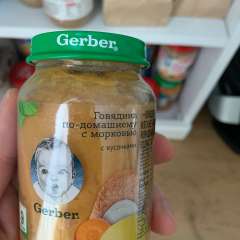 Gerber®
Говядина
по-домашнему
с морковью
с кусочками
Gerber®